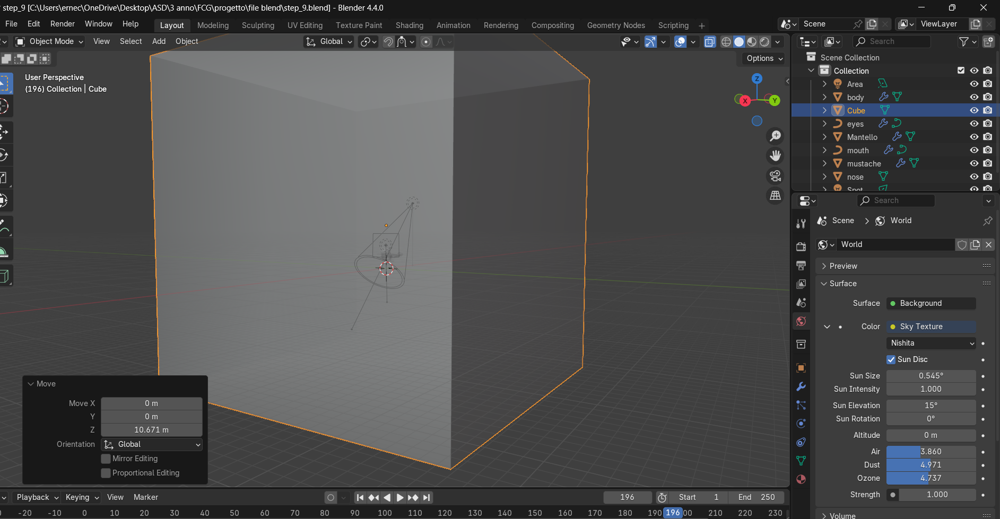 step_9 [C:\Users\ernec\OneDrive\Desktop\ASD\3 anno\FCG\progetto\file blend\step_9.blend] - Blender 4.4.0
File Edit Render Window Help Layout Modeling Sculpting UV Editing Texture Paint Shading Animation Rendering Compositing Geometry Nodes Scripting + Scene ViewLayer
Object Mode View Select Add Object Global Search
Options
User Perspective
(196) Collection | Cube
Z
X
Y
Scene Collection
Collection
Area
body
Cube
eyes
Mantello
mouth
mustache
nose
Spot
Search
Scene > World
World
Preview
Surface
Surface Background
Color Sky Texture
Nishita
Sun Disc
Sun Size 0.545°
Sun Intensity 1.000
Sun Elevation 15°
Sun Rotation 0°
Altitude 0 m
Air 3.860
Dust 4.971
Ozone 4.737
Strength 1.000
Volume
Move
Move X 0 m
Y 0 m
Z 10.671 m
Orientation Global
Mirror Editing
Proportional Editing
Playback Keying View Marker 196 Start 1 End 250
-20 -10 0 10 20 30 40 50 60 70 80 90 100 110 120 130 140 150 160 170 180 190 196 00 210 220 230